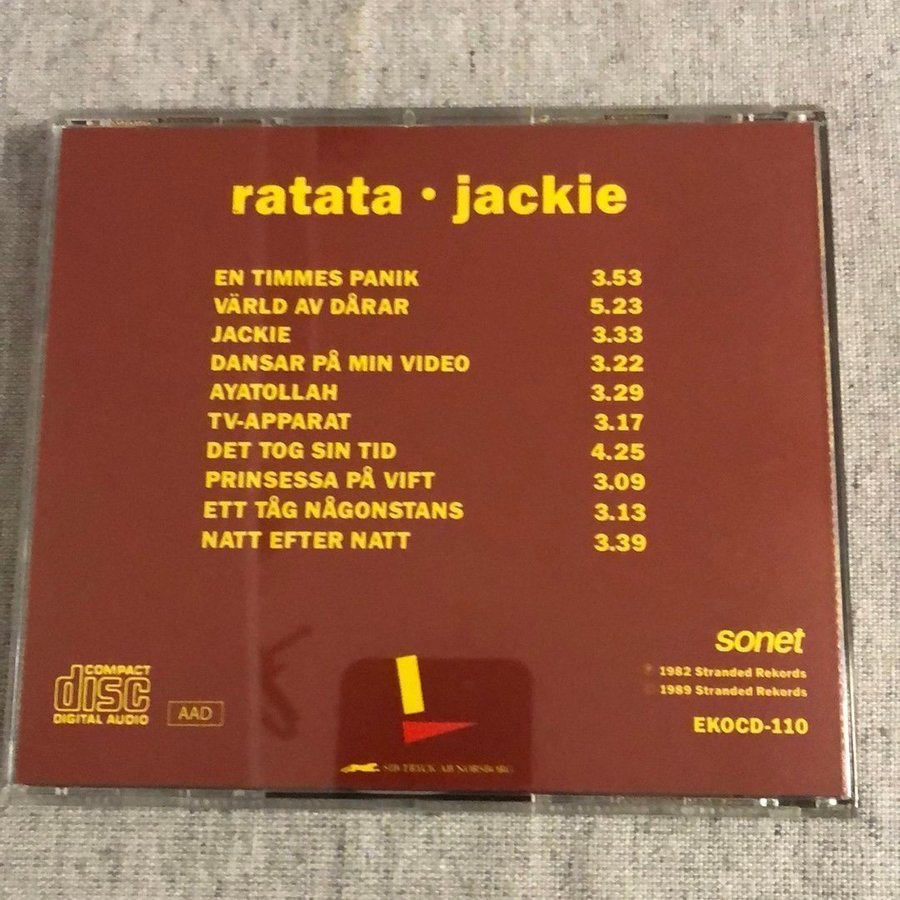 ratata • jackie
EN TIMMES PANIK 3.53
VÄRLD AV DÅRAR 5.23
JACKIE 3.33
DANSAR PÅ MIN VIDEO 3.22
AYATOLLAH 3.29
TV-APPARAT 3.17
DET TOG SIN TID 4.25
PRINSESSA PÅ VIFT 3.09
ETT TÅG NÅGONSTANS 3.13
NATT EFTER NATT 3.39
sonet
℗ 1982 Stranded Rekords
© 1989 Stranded Rekords
EKOCD-110
COMPACT
disc
DIGITAL AUDIO
AAD
AB NORSBORG